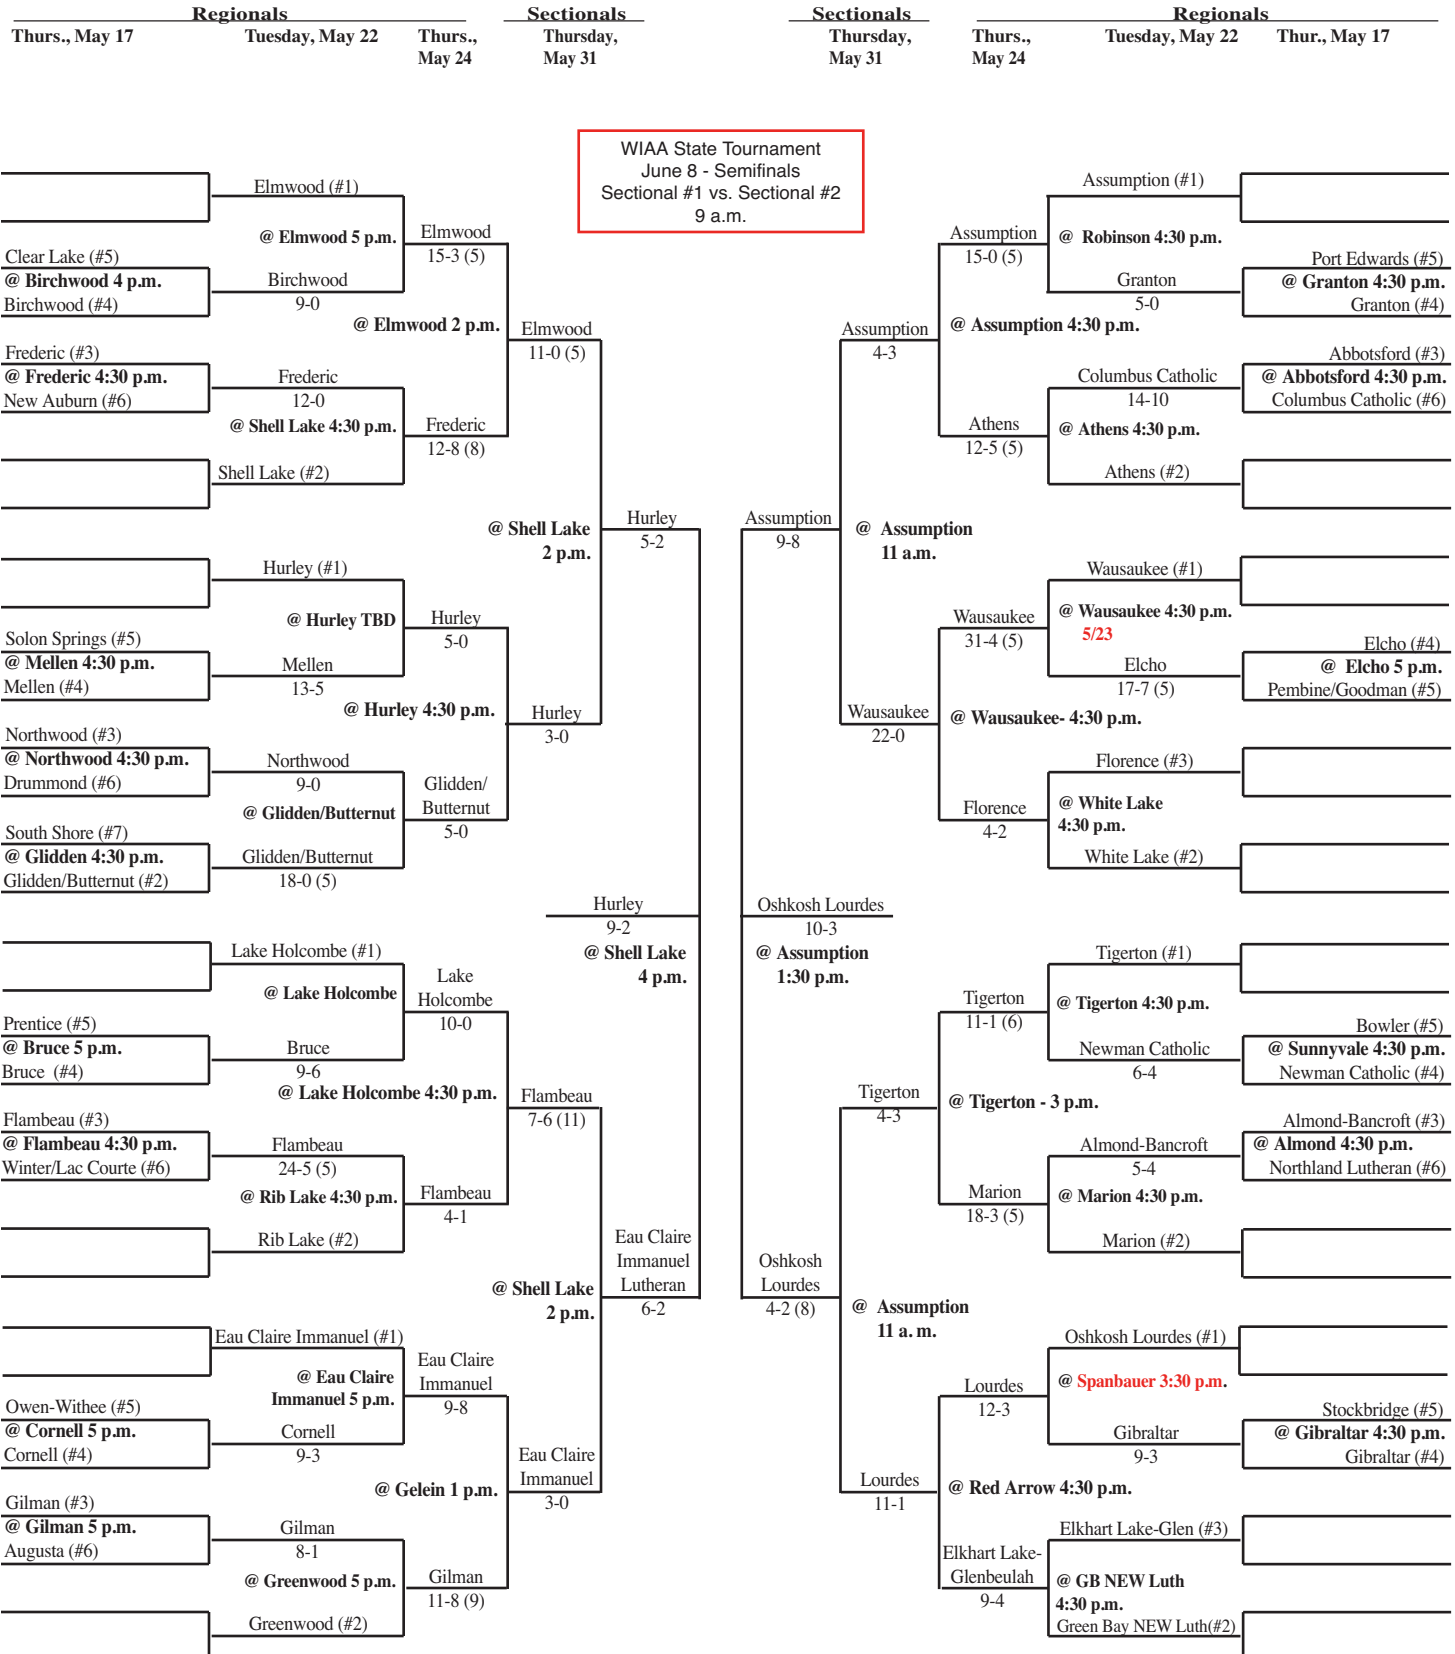 Regionals
Sectionals
Sectionals
Regionals
Thurs., May 17
Tuesday, May 22
Thurs.,
May 24
Thursday,
May 31
Thursday,
May 31
Thurs.,
May 24
Tuesday, May 22
Thur., May 17
WIAA State Tournament
June 8 - Semifinals
Sectional #1 vs. Sectional #2
9 a.m.
Elmwood (#1)
@ Elmwood 5 p.m.
Elmwood
15-3 (5)
Clear Lake (#5)
@ Birchwood 4 p.m.
Birchwood (#4)
Birchwood
9-0
@ Elmwood 2 p.m.
Elmwood
11-0 (5)
Frederic (#3)
@ Frederic 4:30 p.m.
New Auburn (#6)
Frederic
12-0
@ Shell Lake 4:30 p.m.
Frederic
12-8 (8)
Shell Lake (#2)
@ Shell Lake
2 p.m.
Hurley
5-2
Hurley (#1)
@ Hurley TBD
Hurley
5-0
Solon Springs (#5)
@ Mellen 4:30 p.m.
Mellen (#4)
Mellen
13-5
@ Hurley 4:30 p.m.
Hurley
3-0
Northwood (#3)
@ Northwood 4:30 p.m.
Drummond (#6)
Northwood
9-0
@ Glidden/Butternut
Glidden/
Butternut
5-0
South Shore (#7)
@ Glidden 4:30 p.m.
Glidden/Butternut (#2)
Glidden/Butternut
18-0 (5)
Hurley
9-2
@ Shell Lake
4 p.m.
Lake Holcombe (#1)
@ Lake Holcombe
Lake
Holcombe
10-0
Prentice (#5)
@ Bruce 5 p.m.
Bruce (#4)
Bruce
9-6
@ Lake Holcombe 4:30 p.m.
Flambeau
7-6 (11)
Flambeau (#3)
@ Flambeau 4:30 p.m.
Winter/Lac Courte (#6)
Flambeau
24-5 (5)
@ Rib Lake 4:30 p.m.
Flambeau
4-1
Rib Lake (#2)
@ Shell Lake
2 p.m.
Eau Claire
Immanuel
Lutheran
6-2
Eau Claire Immanuel (#1)
@ Eau Claire
Immanuel 5 p.m.
Eau Claire
Immanuel
9-8
Owen-Withee (#5)
@ Cornell 5 p.m.
Cornell (#4)
Cornell
9-3
@ Gelein 1 p.m.
Eau Claire
Immanuel
3-0
Gilman (#3)
@ Gilman 5 p.m.
Augusta (#6)
Gilman
8-1
@ Greenwood 5 p.m.
Gilman
11-8 (9)
Greenwood (#2)
Assumption (#1)
Assumption
15-0 (5)
@ Robinson 4:30 p.m.
Port Edwards (#5)
@ Granton 4:30 p.m.
Granton (#4)
Granton
5-0
Assumption
4-3
@ Assumption 4:30 p.m.
Abbotsford (#3)
@ Abbotsford 4:30 p.m.
Columbus Catholic (#6)
Columbus Catholic
14-10
Athens
12-5 (5)
@ Athens 4:30 p.m.
Athens (#2)
Assumption
9-8
@ Assumption
11 a.m.
Wausaukee (#1)
Wausaukee
31-4 (5)
@ Wausaukee 4:30 p.m.
5/23
Elcho (#4)
@ Elcho 5 p.m.
Pembine/Goodman (#5)
Elcho
17-7 (5)
Wausaukee
22-0
@ Wausaukee- 4:30 p.m.
Florence (#3)
Florence
4-2
@ White Lake
4:30 p.m.
White Lake (#2)
Oshkosh Lourdes
10-3
@ Assumption
1:30 p.m.
Tigerton (#1)
Tigerton
11-1 (6)
@ Tigerton 4:30 p.m.
Bowler (#5)
@ Sunnyvale 4:30 p.m.
Newman Catholic (#4)
Newman Catholic
6-4
Tigerton
4-3
@ Tigerton - 3 p.m.
Almond-Bancroft (#3)
@ Almond 4:30 p.m.
Northland Lutheran (#6)
Almond-Bancroft
5-4
Marion
18-3 (5)
@ Marion 4:30 p.m.
Marion (#2)
Oshkosh
Lourdes
4-2 (8)
@ Assumption
11 a. m.
Oshkosh Lourdes (#1)
Lourdes
12-3
@ Spanbauer 3:30 p.m.
Stockbridge (#5)
@ Gibraltar 4:30 p.m.
Gibraltar (#4)
Gibraltar
9-3
Lourdes
11-1
@ Red Arrow 4:30 p.m.
Elkhart Lake-Glen (#3)
Elkhart Lake-
Glenbeulah
9-4
@ GB NEW Luth
4:30 p.m.
Green Bay NEW Luth(#2)